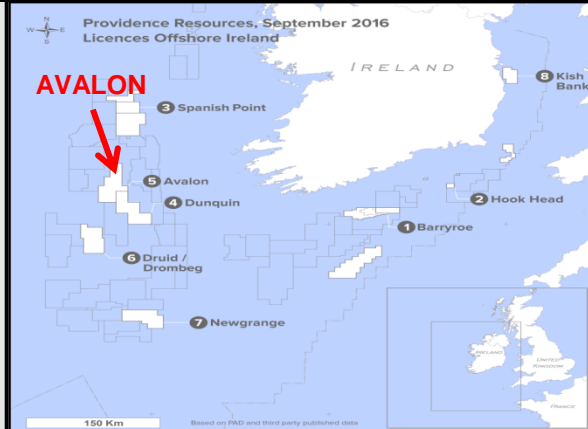 Providence Resources, September 2016
Licences Offshore Ireland
N
W E
S
AVALON
IRELAND
8 Kish
Bank
3 Spanish Point
5 Avalon
4 Dunquin
2 Hook Head
1 Barryroe
6 Druid /
Drombeg
7 Newgrange
IRELAND
UNITED
KINGDOM
FRANCE
150 Km
Based on PAD and third party published data